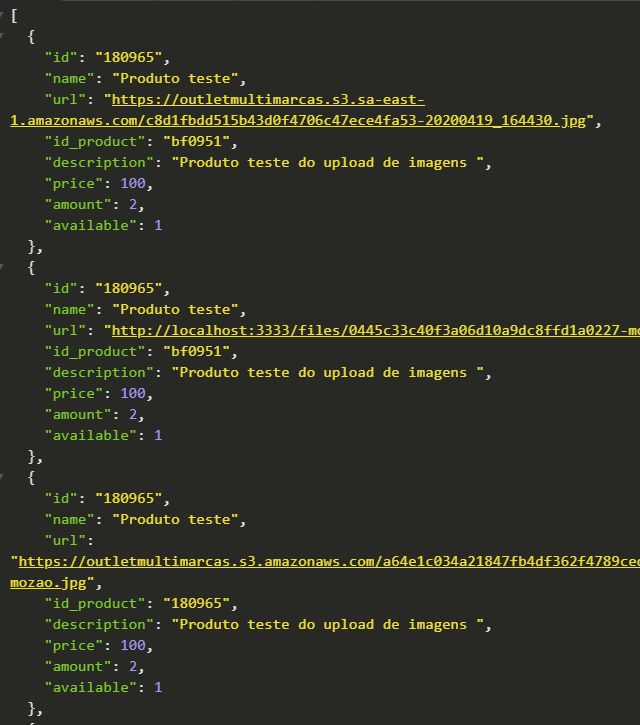 [
{
"id": "180965",
"name": "Produto teste",
"url": "https://outletmultimarcas.s3.sa-east-
1.amazonaws.com/c8d1fbdd515b43d0f4706c47ece4fa53-20200419_164430.jpg",
"id_product": "bf0951",
"description": "Produto teste do upload de imagens ",
"price": 100,
"amount": 2,
"available": 1
},
{
"id": "180965",
"name": "Produto teste",
"url": "http://localhost:3333/files/0445c33c40f3a06d10a9dc8ffd1a0227-mo
"id_product": "bf0951",
"description": "Produto teste do upload de imagens ",
"price": 100,
"amount": 2,
"available": 1
},
{
"id": "180965",
"name": "Produto teste",
"url":
"https://outletmultimarcas.s3.amazonaws.com/a64e1c034a21847fb4df362f4789ced
mozao.jpg",
"id_product": "180965",
"description": "Produto teste do upload de imagens ",
"price": 100,
"amount": 2,
"available": 1
},